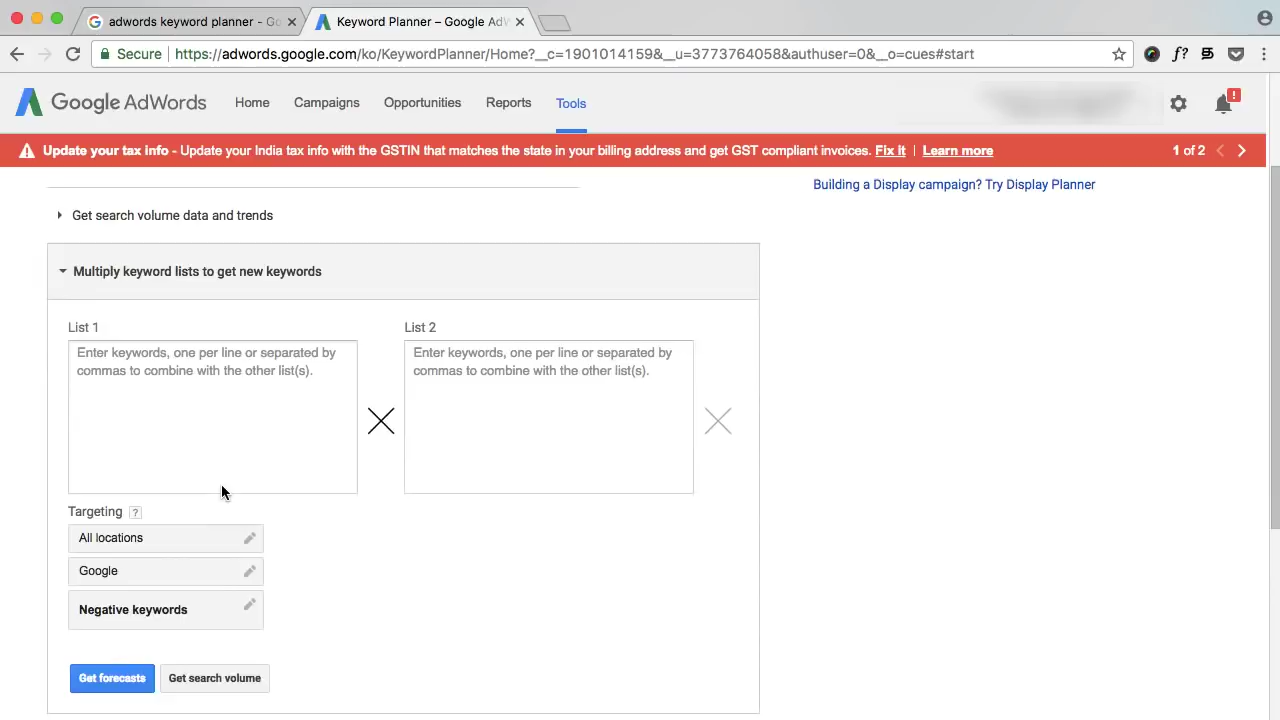 adwords keyword planner - Go
Keyword Planner – Google AdW
Secure
https://adwords.google.com/ko/KeywordPlanner/Home?__c=1901014159&__u=3773764058&authuser=0&__o=cues#start
f?
Google AdWords
Home
Campaigns
Opportunities
Reports
Tools
!
Update your tax info - Update your India tax info with the GSTIN that matches the state in your billing address and get GST compliant invoices. Fix it | Learn more
1 of 2
Building a Display campaign? Try Display Planner
Get search volume data and trends
Multiply keyword lists to get new keywords
List 1
List 2
Enter keywords, one per line or separated by
commas to combine with the other list(s).
Enter keywords, one per line or separated by
commas to combine with the other list(s).
Targeting ?
All locations
Google
Negative keywords
Get forecasts
Get search volume